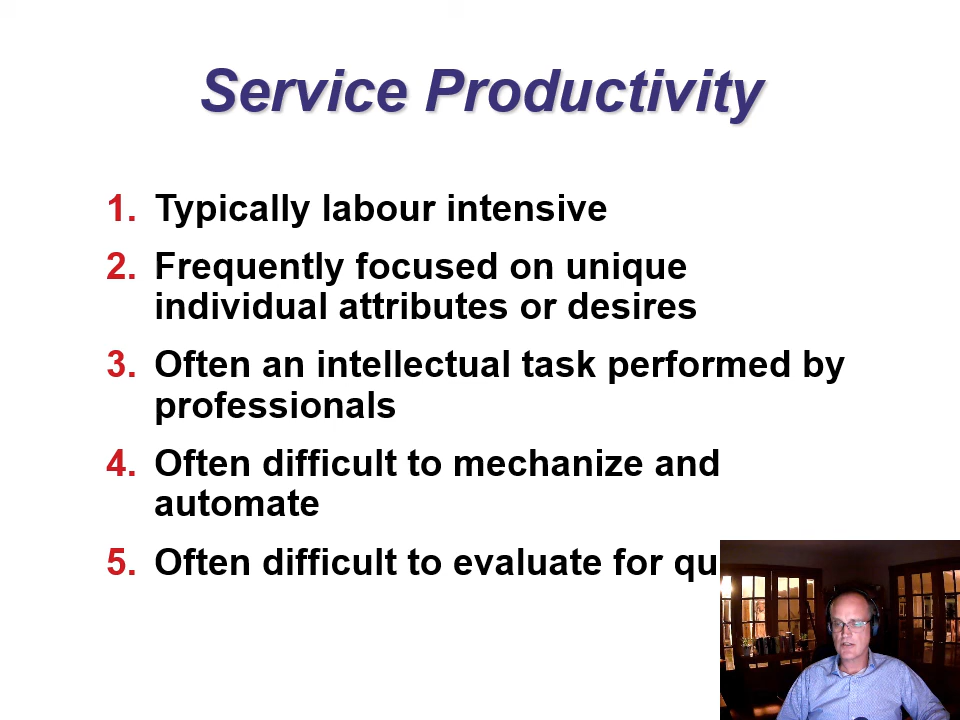 Service Productivity
1. Typically labour intensive
2. Frequently focused on unique
individual attributes or desires
3. Often an intellectual task performed by
professionals
4. Often difficult to mechanize and
automate
5. Often difficult to evaluate for